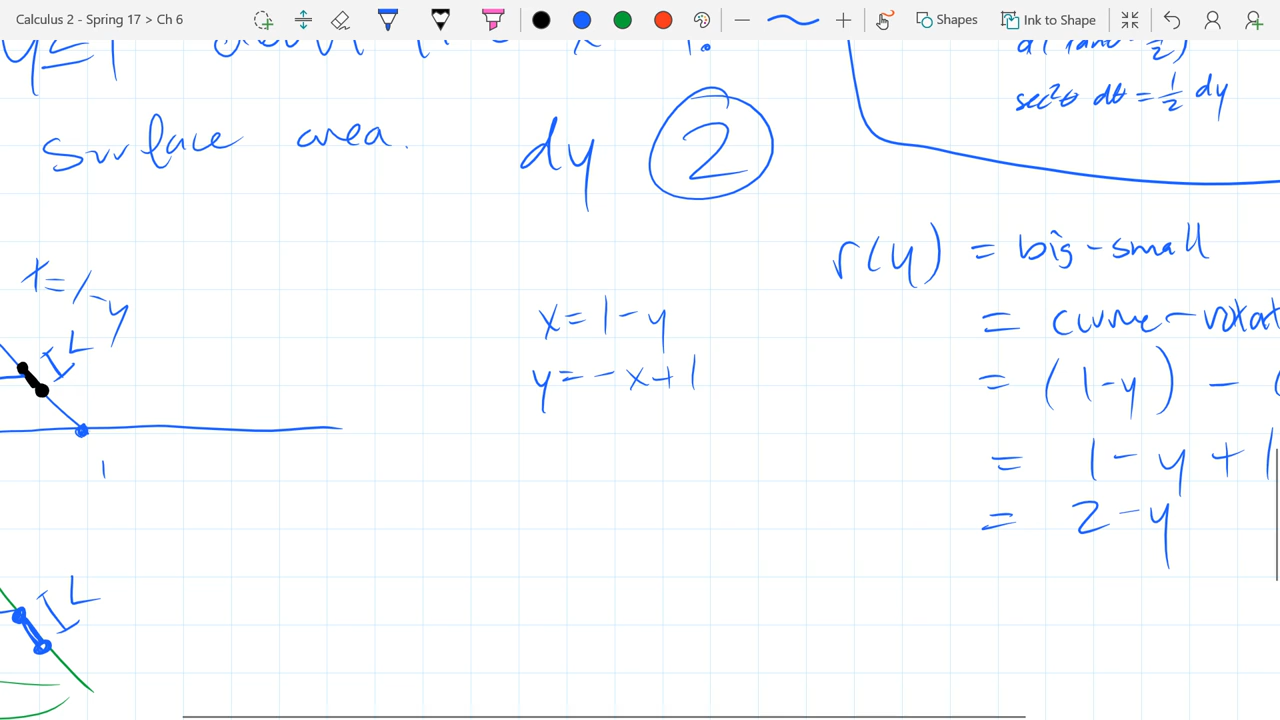 Calculus 2 - Spring 17 > Ch 6
Shapes
Ink to Shape
sec²θ dθ = 1/2 dy
surface area.
dy
2
r(y) = big - small
= curve - rotat
= (1-y) - (
= 1 - y + 1
= 2 - y
x = 1 - y
L
1
x = 1 - y
y = -x + 1
L